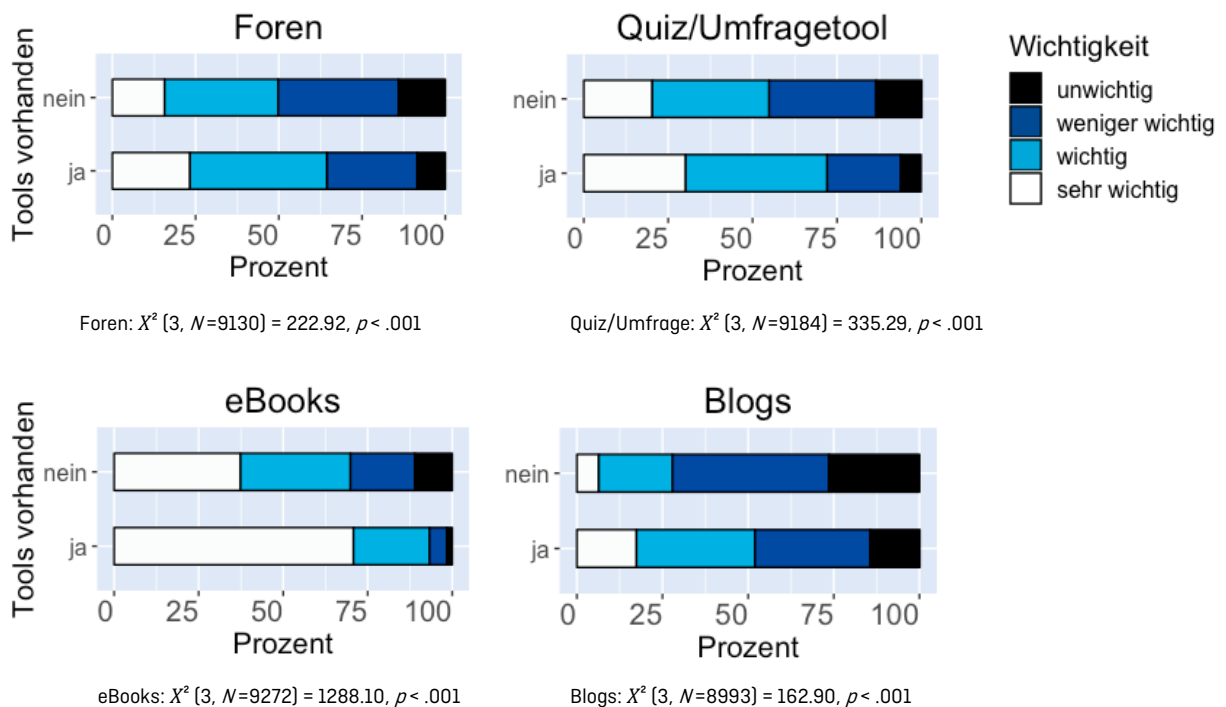 Foren
Tools vorhanden
nein
ja
0 25 50 75 100
Prozent
Foren: X² (3, N=9130) = 222.92, p < .001
Quiz/Umfragetool
nein
ja
0 25 50 75 100
Prozent
Quiz/Umfrage: X² (3, N=9184) = 335.29, p < .001
Wichtigkeit
unwichtig
weniger wichtig
wichtig
sehr wichtig
eBooks
Tools vorhanden
nein
ja
0 25 50 75 100
Prozent
eBooks: X² (3, N=9272) = 1288.10, p < .001
Blogs
nein
ja
0 25 50 75 100
Prozent
Blogs: X² (3, N=8993) = 162.90, p < .001